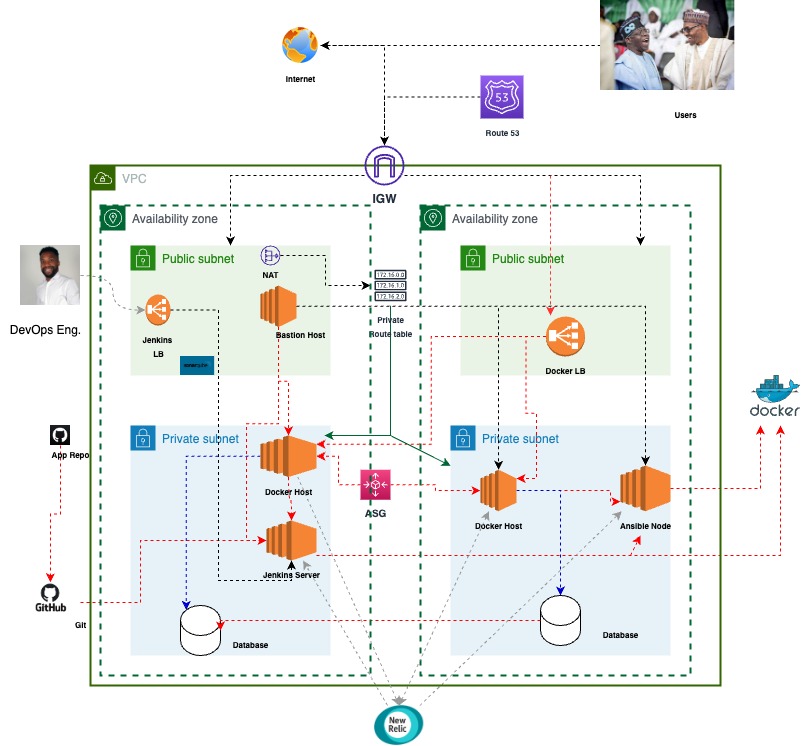 Internet
53
Route 53
Users
IGW
VPC
Availability zone
Availability zone
Public subnet
Public subnet
NAT
172.16.0.0
172.16.1.0
172.16.2.0
Private
Route table
DevOps Eng.
Jenkins
LB
Bastion Host
Docker LB
docker
App Repo
Private subnet
Private subnet
Docker Host
ASG
Docker Host
Ansible Node
Jenkins Server
GitHub
Git
Database
Database
New
Relic